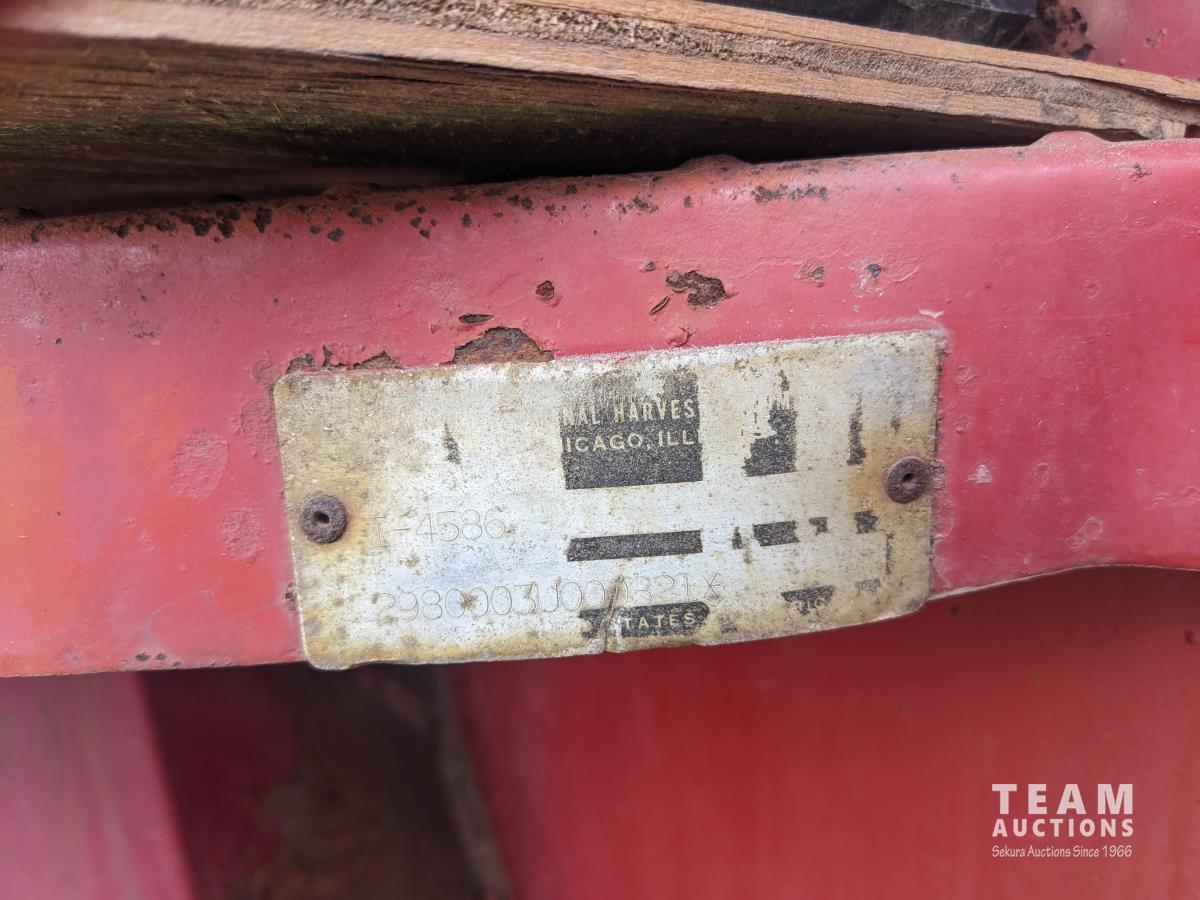 NAL HARVES
ICAGO, ILL
M
I-4586
2980003U000321X
TATES
TEAM
AUCTIONS
Sekura Auctions Since 1966